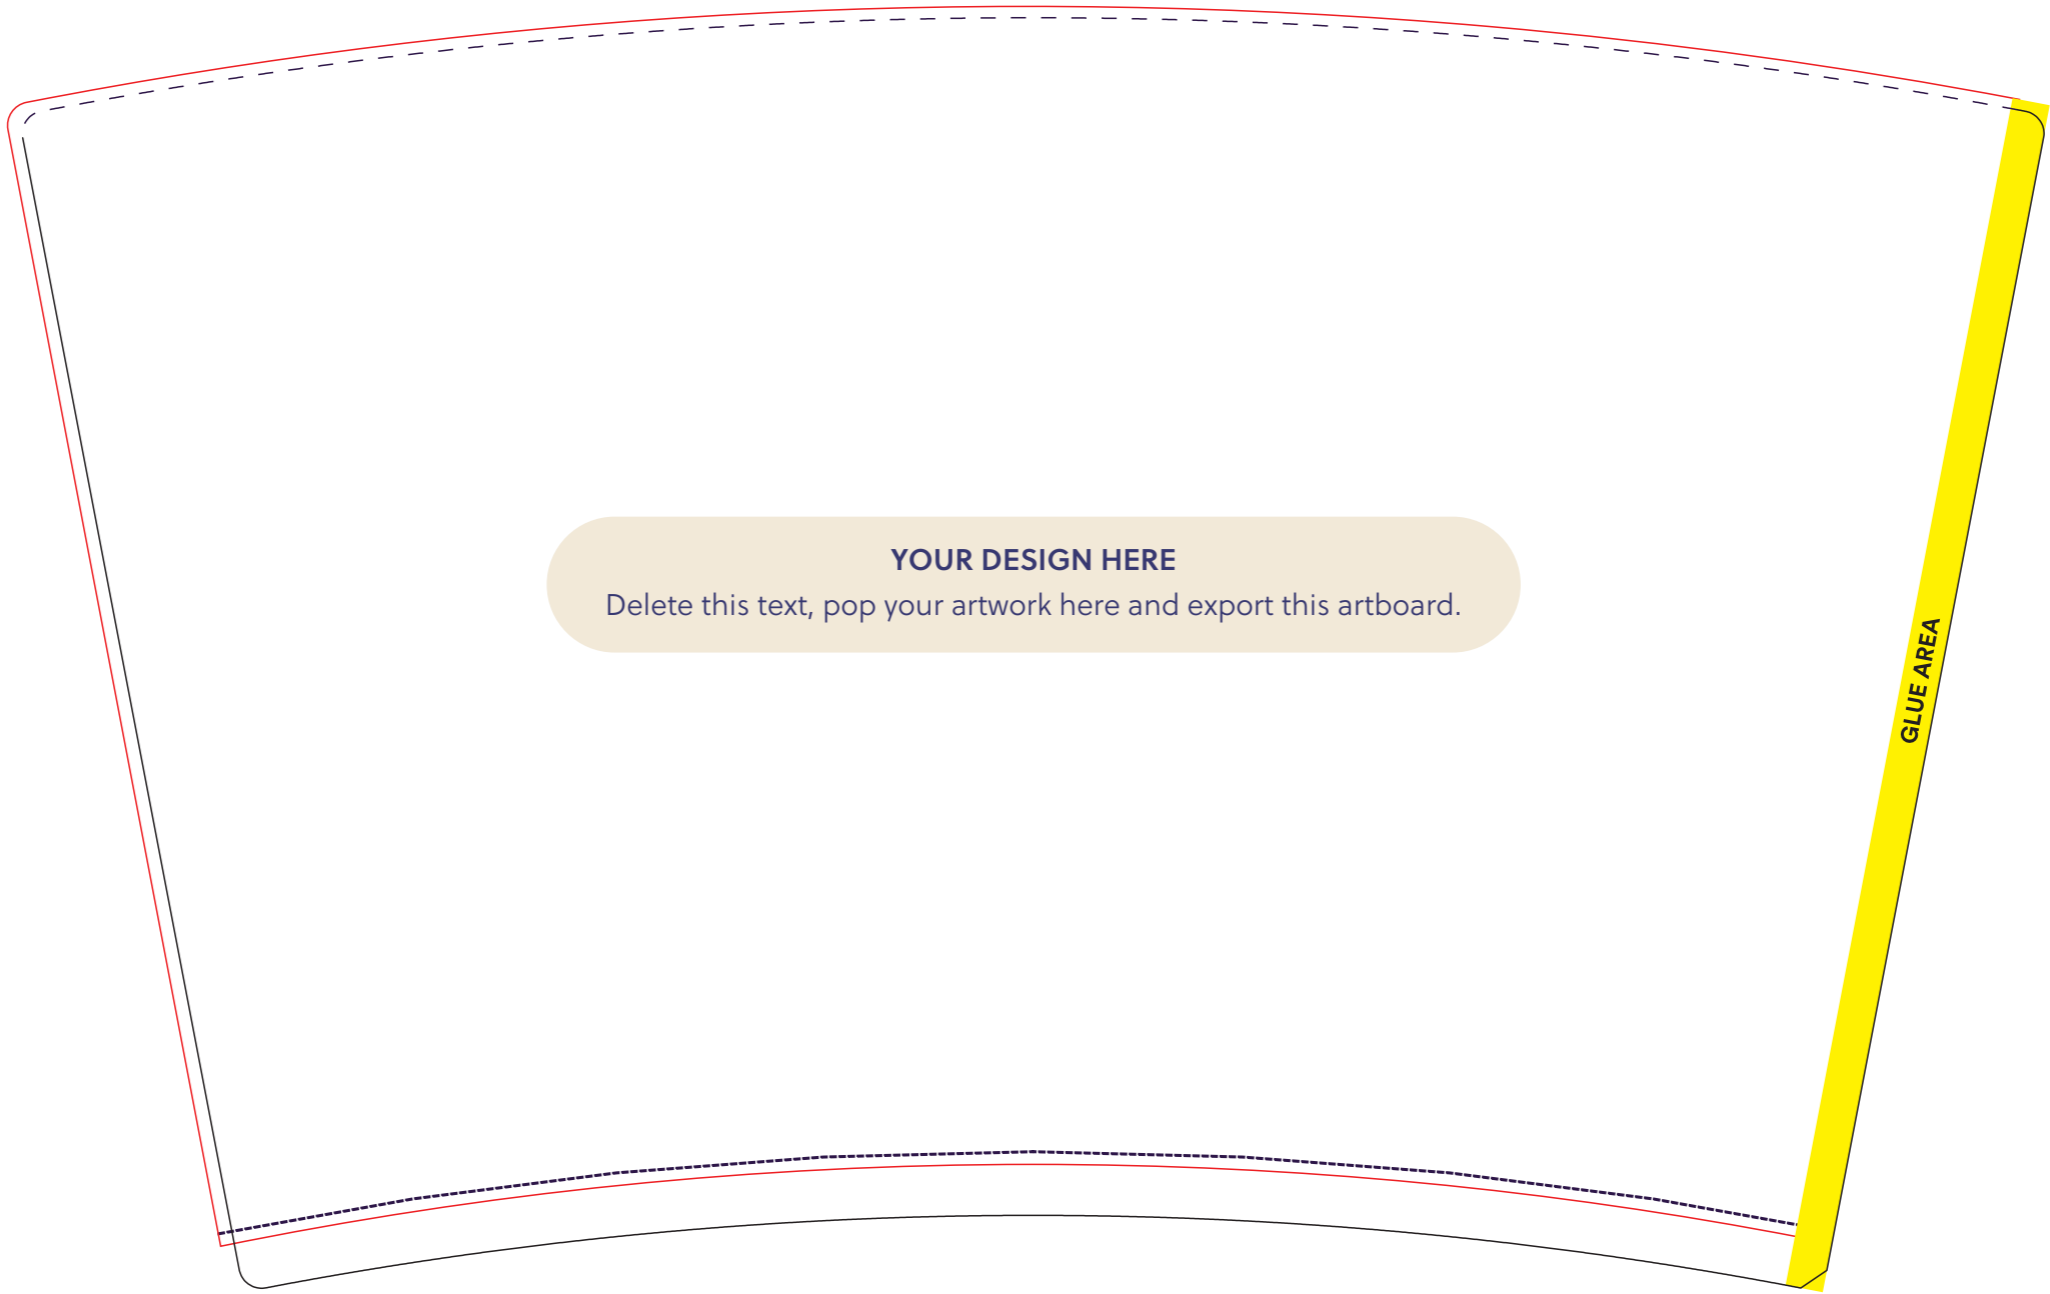 YOUR DESIGN HERE
Delete this text, pop your artwork here and export this artboard.
GLUE AREA